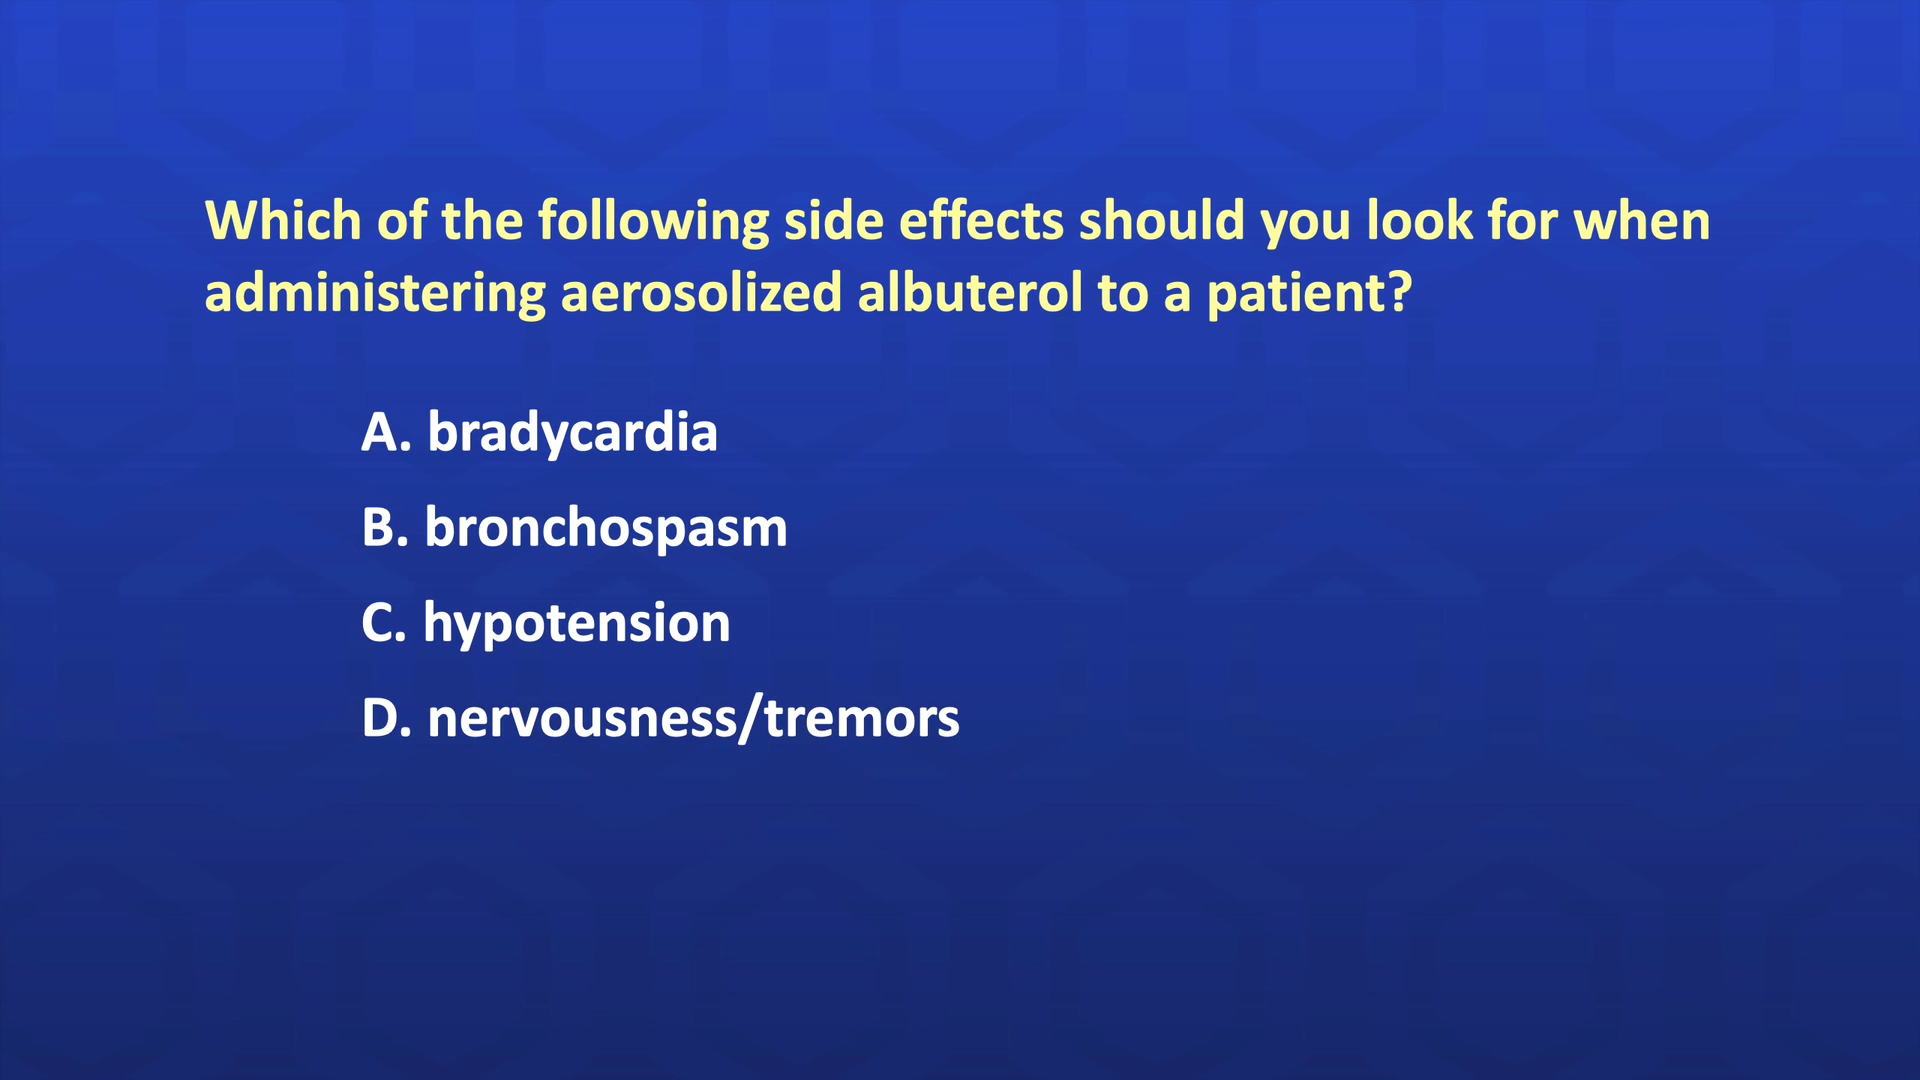 Which of the following side effects should you look for when
administering aerosolized albuterol to a patient?
A. bradycardia
B. bronchospasm
C. hypotension
D. nervousness/tremors